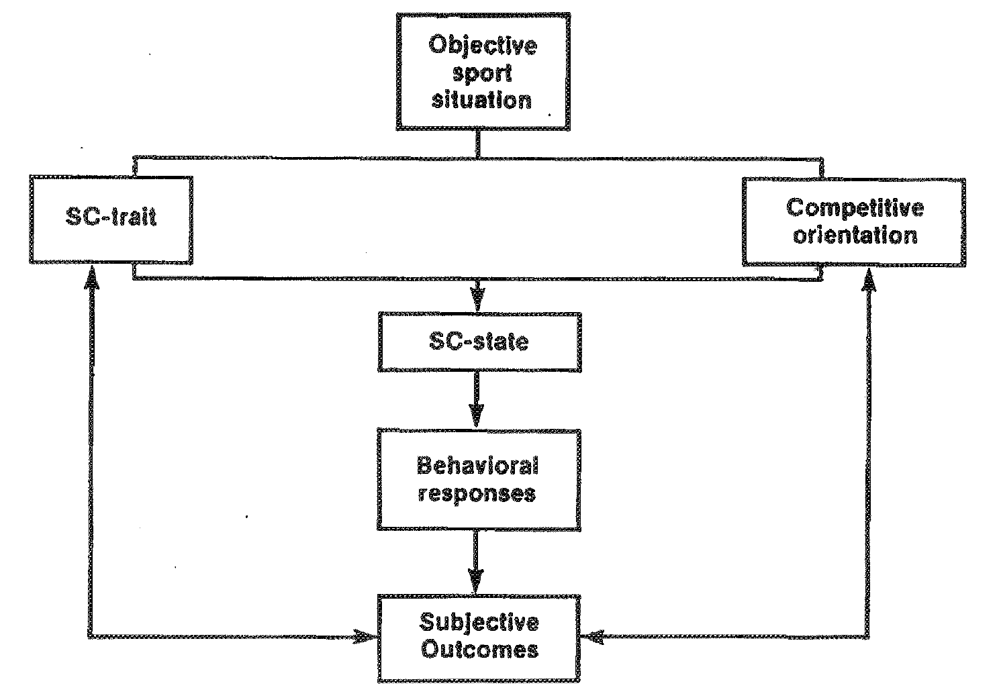 Objective
sport
situation
SC-trait
Competitive
orientation
SC-state
Behavioral
responses
Subjective
Outcomes